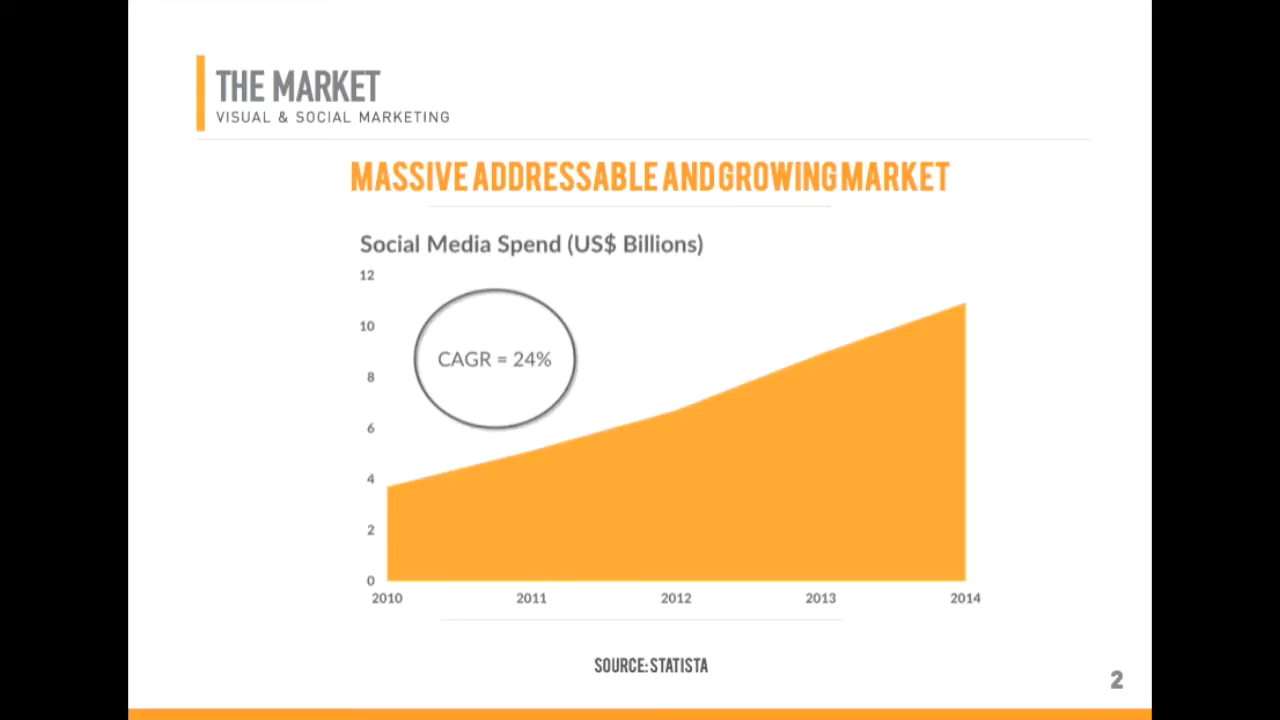 THE MARKET
VISUAL & SOCIAL MARKETING
MASSIVE ADDRESSABLE AND GROWING MARKET
Social Media Spend (US$ Billions)
12
10
8
6
4
2
0
CAGR = 24%
2010 2011 2012 2013 2014
SOURCE: STATISTA
2